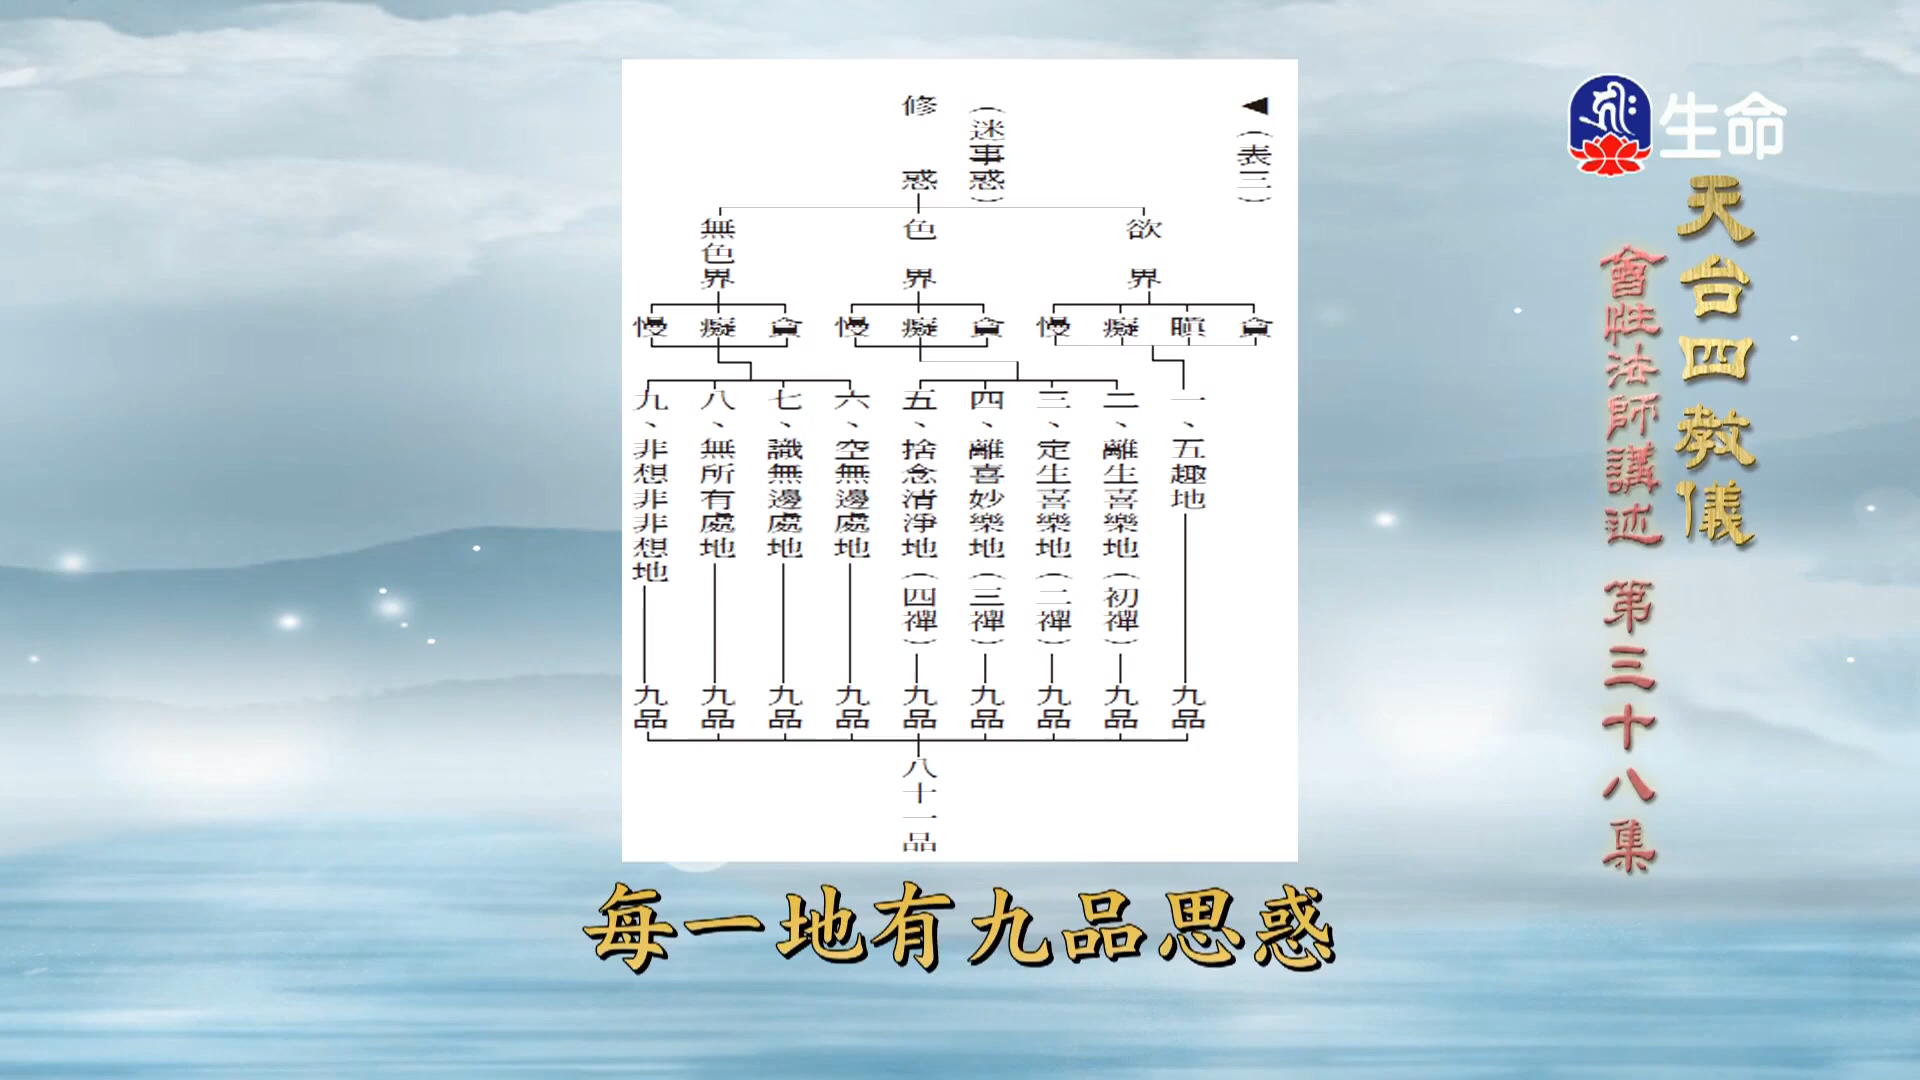 生命
天台四教儀
會性法師講述 第三十八集
◀(表三)
(迷事惑)
修惑
欲界
色界
無色界
貪
瞋
癡
慢
貪
癡
慢
貪
癡
慢
一、五趣地
二、離生喜樂地(初禪)
三、定生喜樂地(二禪)
四、離喜妙樂地(三禪)
五、捨念清淨地(四禪)
六、空無邊處地
七、識無邊處地
八、無所有處地
九、非想非非想地
九品
九品
九品
九品
九品
九品
九品
九品
九品
八十一品
每一地有九品思惑